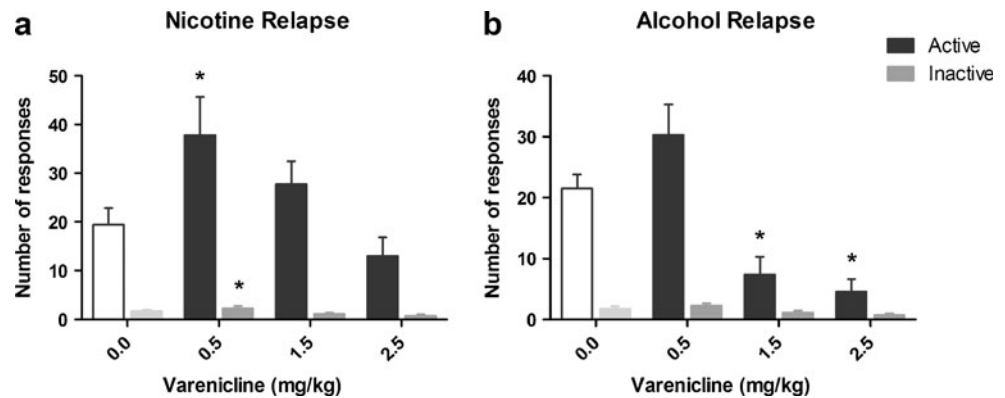 a
Nicotine Relapse
Number of responses
50
40
30
20
10
0
*
*
0.0
0.5
1.5
2.5
Varenicline (mg/kg)
b
Alcohol Relapse
Active
Inactive
Number of responses
40
30
20
10
0
*
*
0.0
0.5
1.5
2.5
Varenicline (mg/kg)